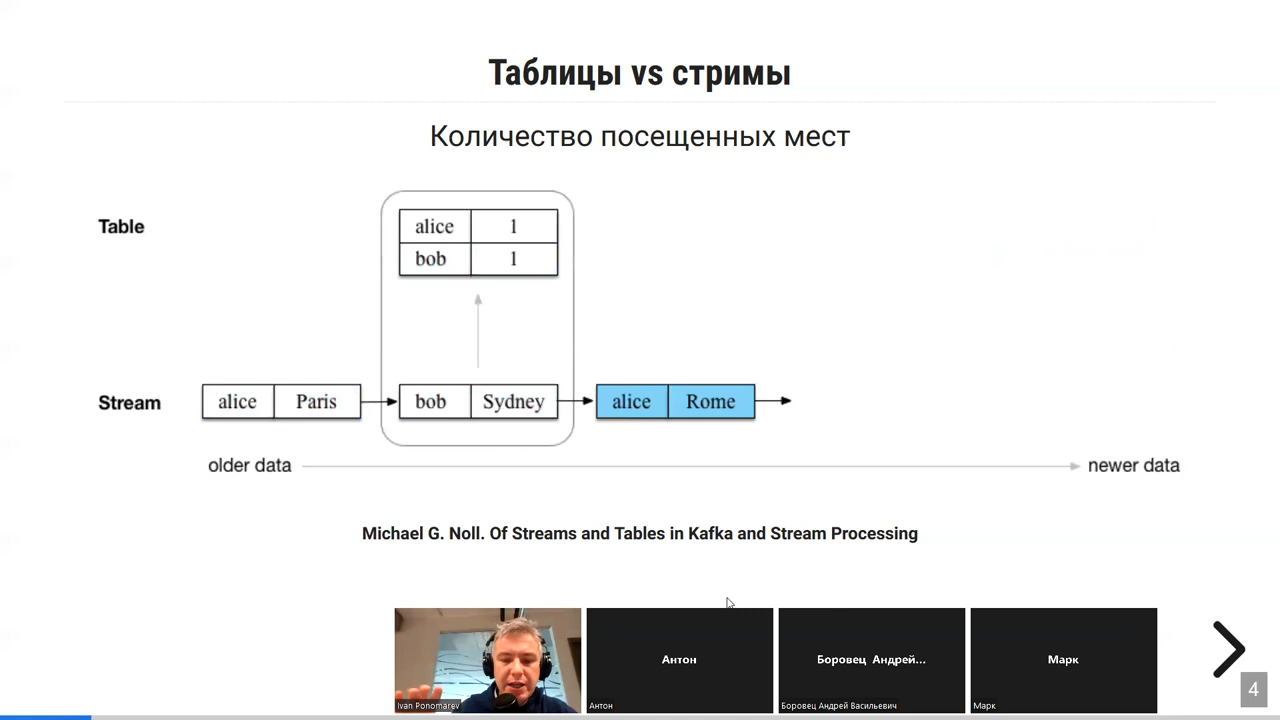 Таблицы vs стримы
Количество посещенных мест
Table
alice 1
bob 1
Stream
alice Paris
bob Sydney
alice Rome
older data
newer data
Michael G. Noll. Of Streams and Tables in Kafka and Stream Processing
Антон
Боровец Андрей...
Марк
Ivan Ponomarev
Антон
Боровец Андрей Васильевич
Марк
4